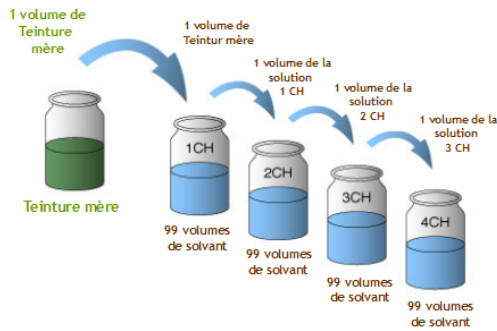 1 volume de
Teinture
mère
Teinture mère
1 volume de
Teintur mère
1 volume de la
solution
1 CH
1 volume de la
solution
2 CH
1 volume de la
solution
3 CH
1CH
2CH
3CH
4CH
99 volumes
de solvant
99 volumes
de solvant
99 volumes
de solvant
99 volumes
de solvant